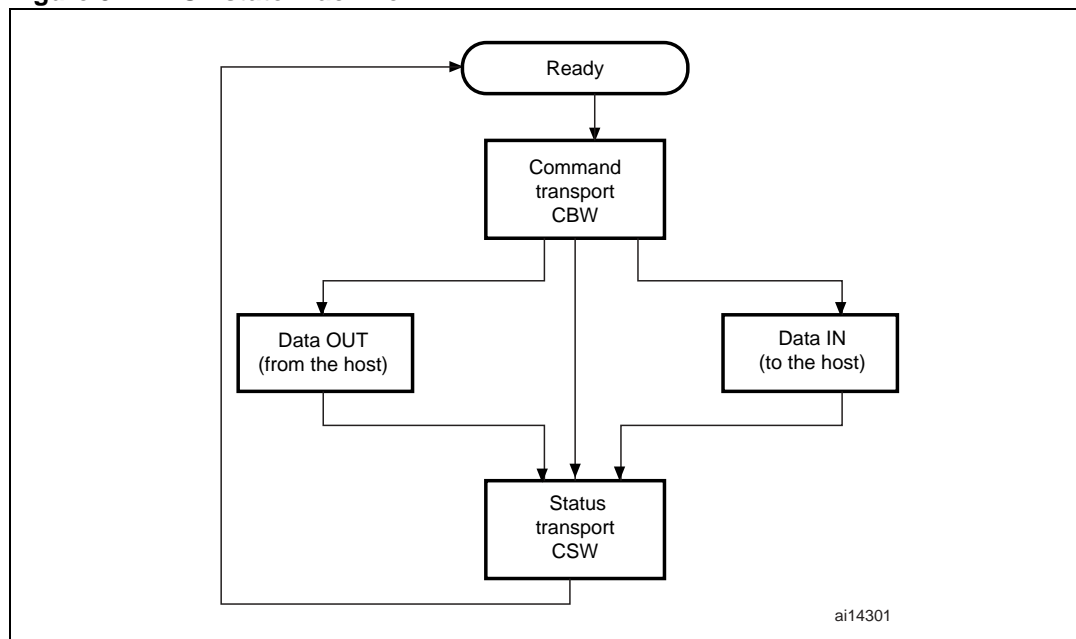 Ready
Command
transport
CBW
Data OUT
(from the host)
Data IN
(to the host)
Status
transport
CSW
ai14301